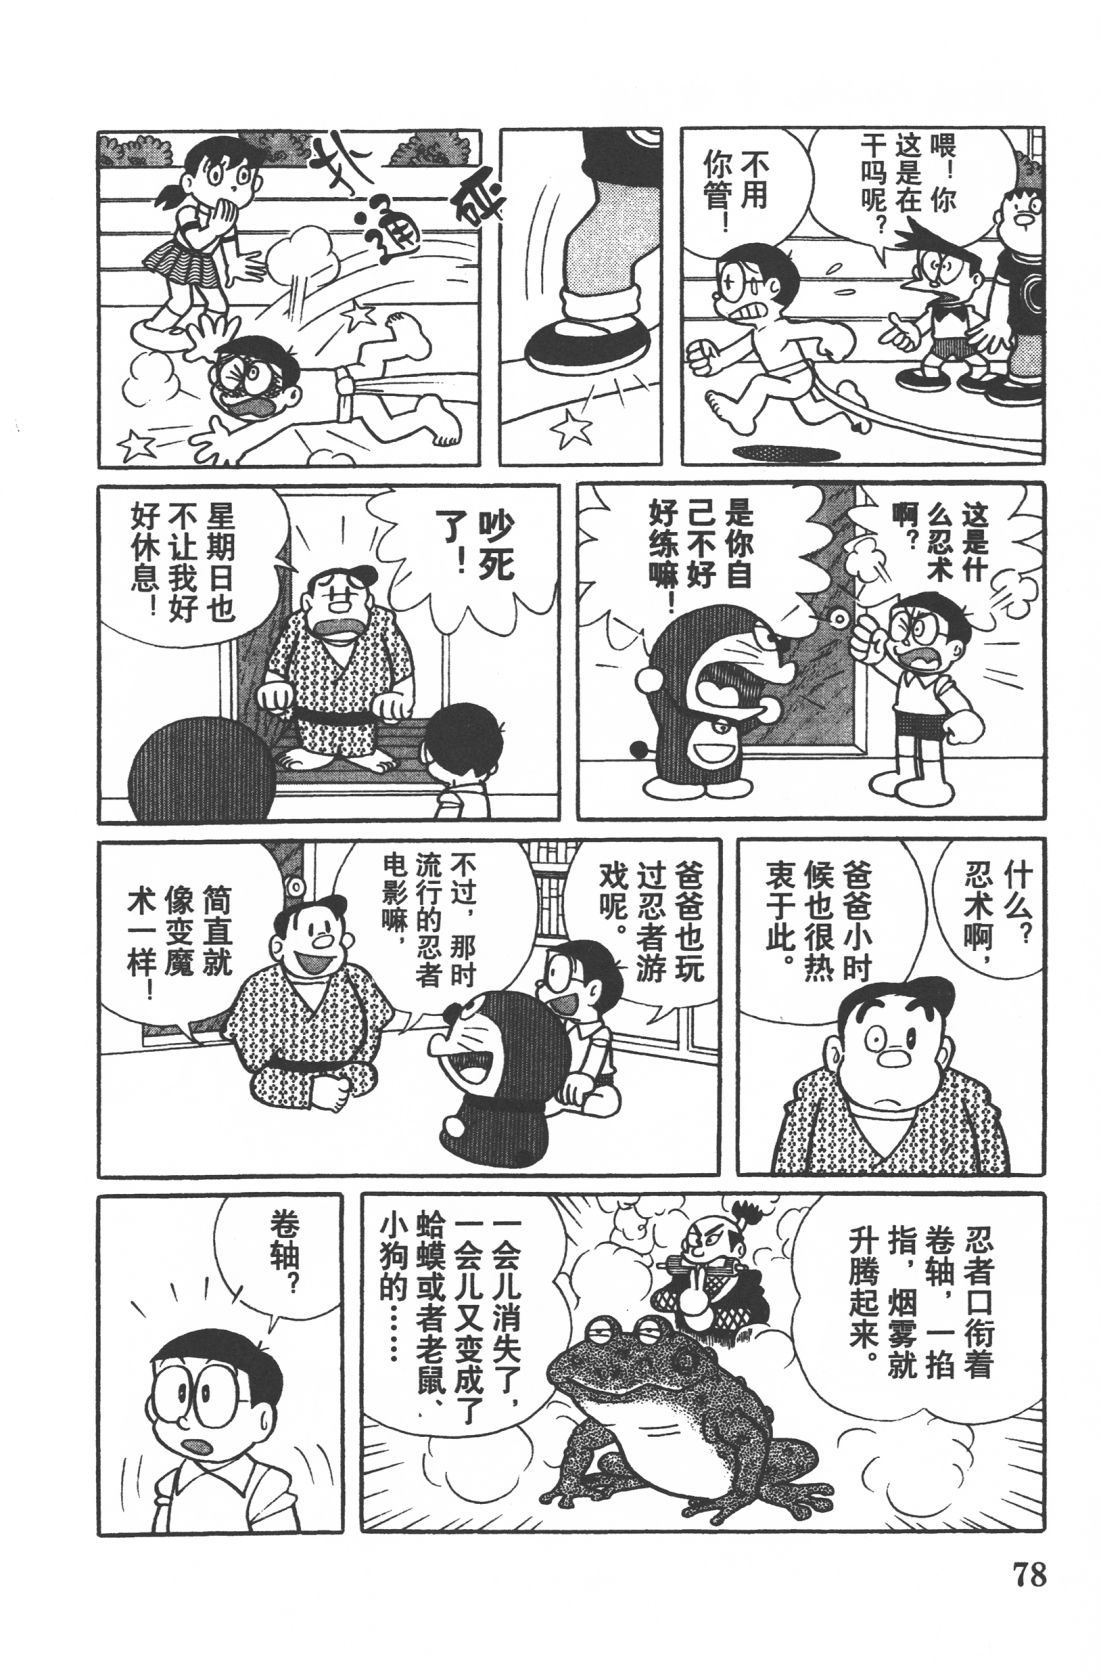 喂！你
这是在
干吗呢？
不用
你管！
砰
扑
通
这是什
么忍术
啊？
是你自
己不好
好练嘛！
吵死
了！
星期日也
不让我好
好休息！
什么？
忍术啊，
爸爸小时
候也很热
衷于此。
爸爸也玩
过忍者游
戏呢。
不过，那时
流行的忍者
电影嘛，
简直就
像变魔
术一样！
忍者口衔着
卷轴，一掐
指，烟雾就
升腾起来。
一会儿消失了，
一会儿又变成了
蛤蟆或者老鼠、
小狗的……
卷轴？
78